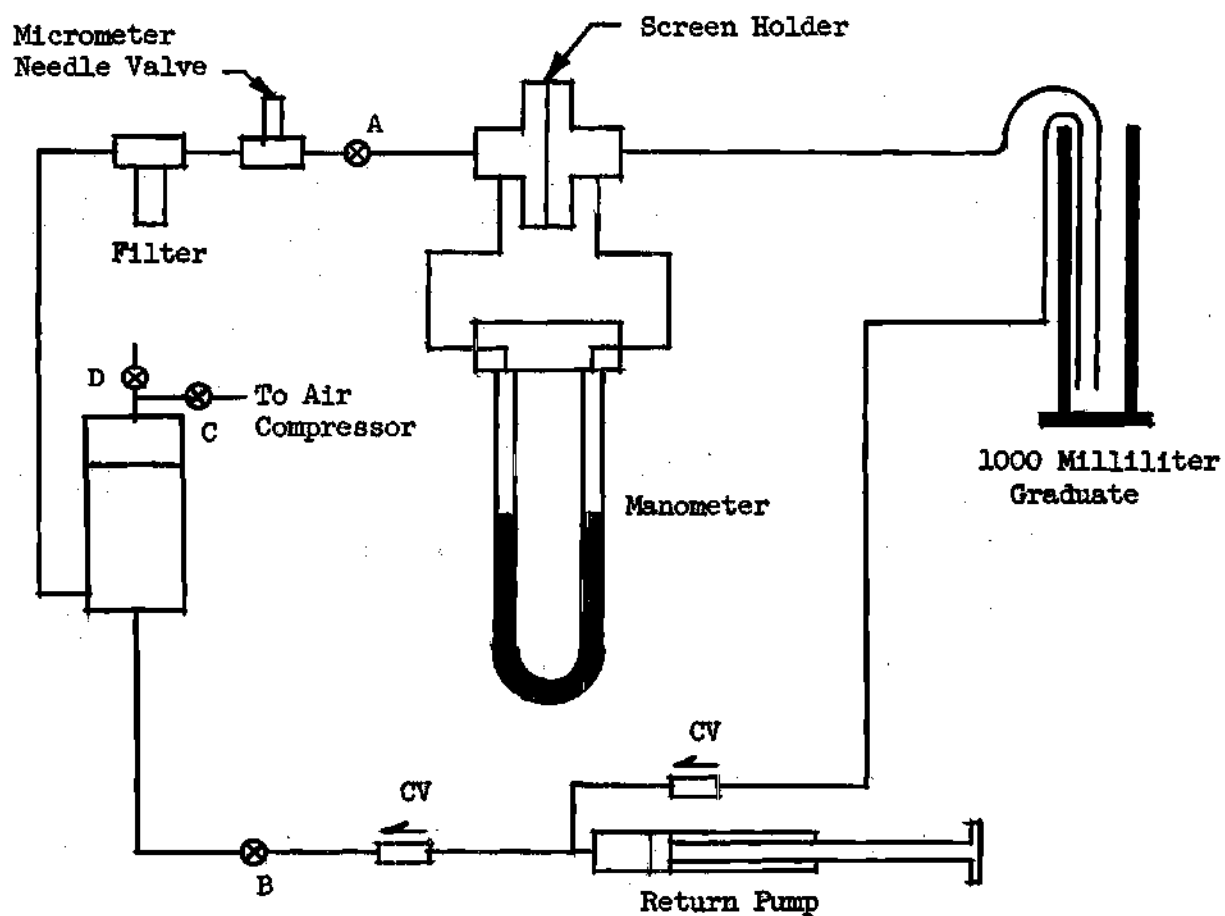 Micrometer
Needle Valve
Screen Holder
A
Filter
D
To Air
Compressor
C
1000 Milliliter
Graduate
Manometer
CV
CV
B
Return Pump